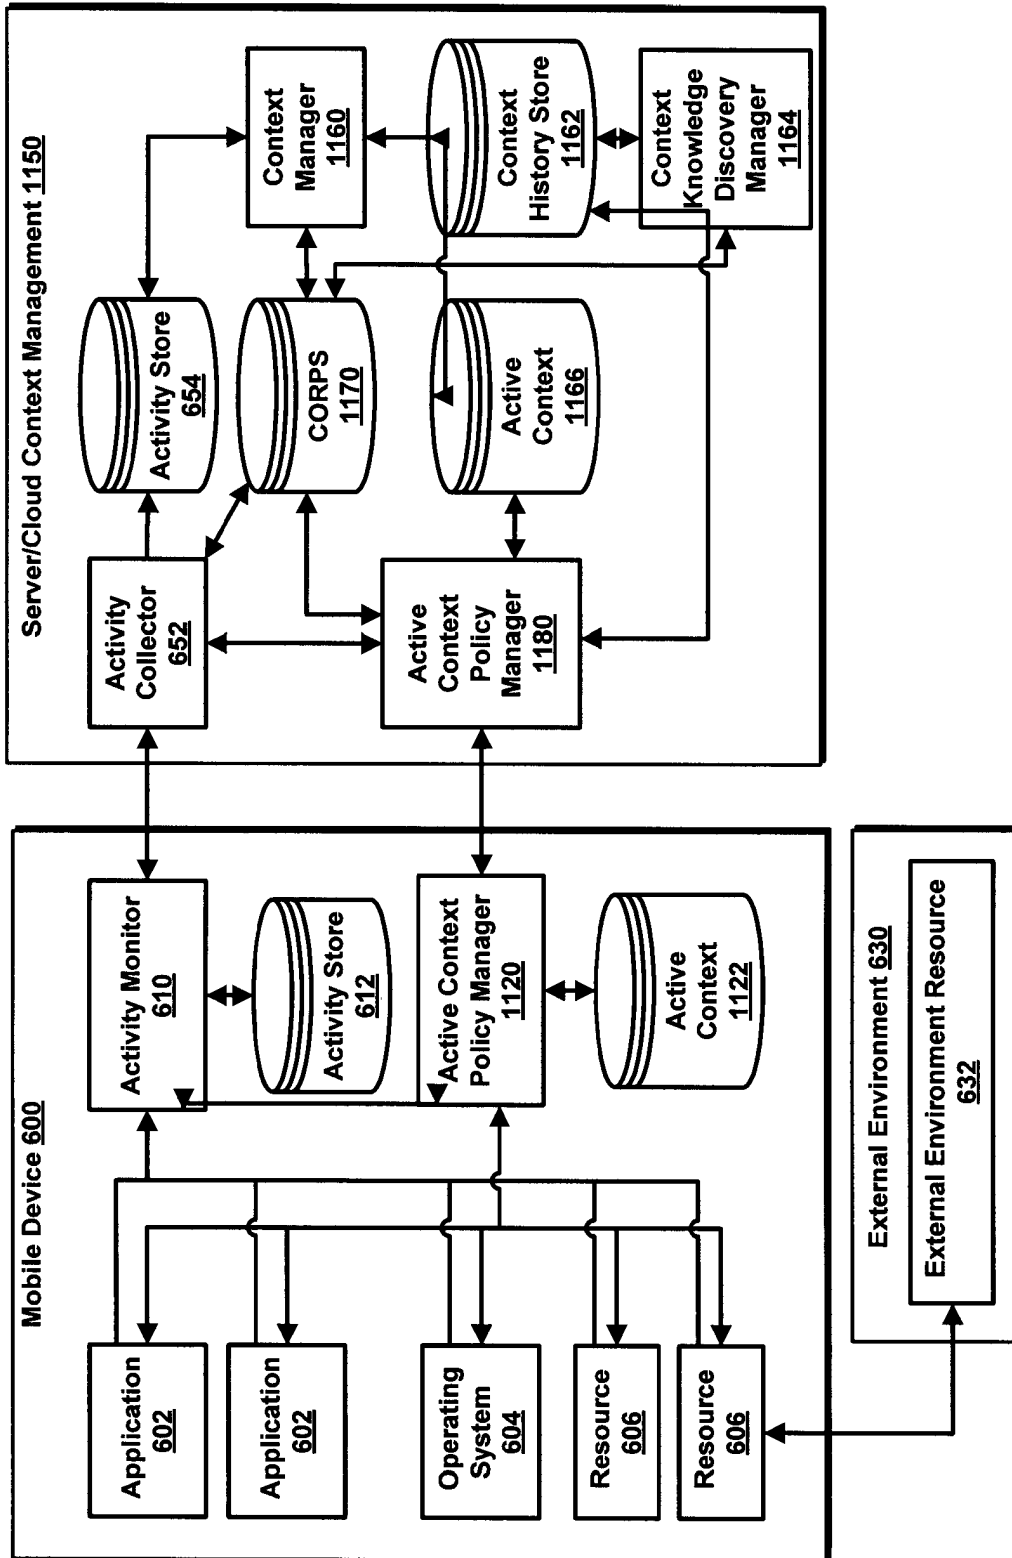 Mobile Device 600
Application
602
Application
602
Operating
System
604
Resource
606
Resource
606
Activity Monitor
610
Activity Store
612
Active Context
Policy Manager
1120
Active
Context
1122
External Environment 630
External Environment Resource
632
Server/Cloud Context Management 1150
Activity
Collector
652
Active
Context
Policy
Manager
1180
Activity Store
654
CORPS
1170
Active
Context
1166
Context
Manager
1160
Context
History Store
1162
Context
Knowledge
Discovery
Manager
1164